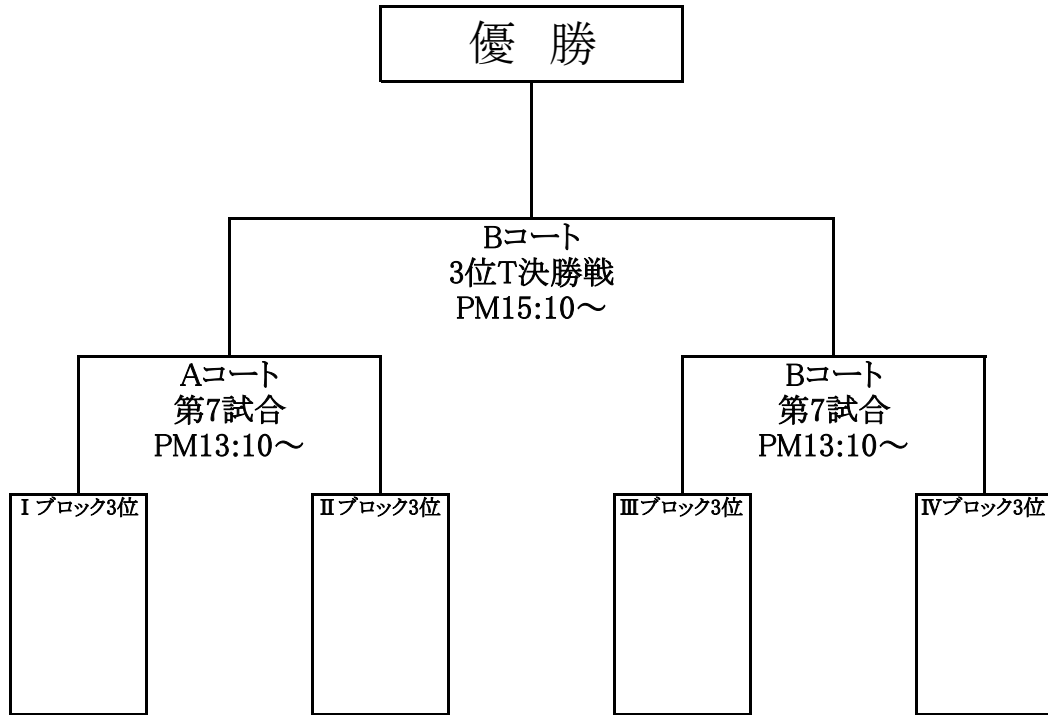 優 勝
Bコート
3位T決勝戦
PM15:10～
Aコート
第7試合
PM13:10～
Bコート
第7試合
PM13:10～
Ⅰブロック3位
Ⅱブロック3位
Ⅲブロック3位
Ⅳブロック3位